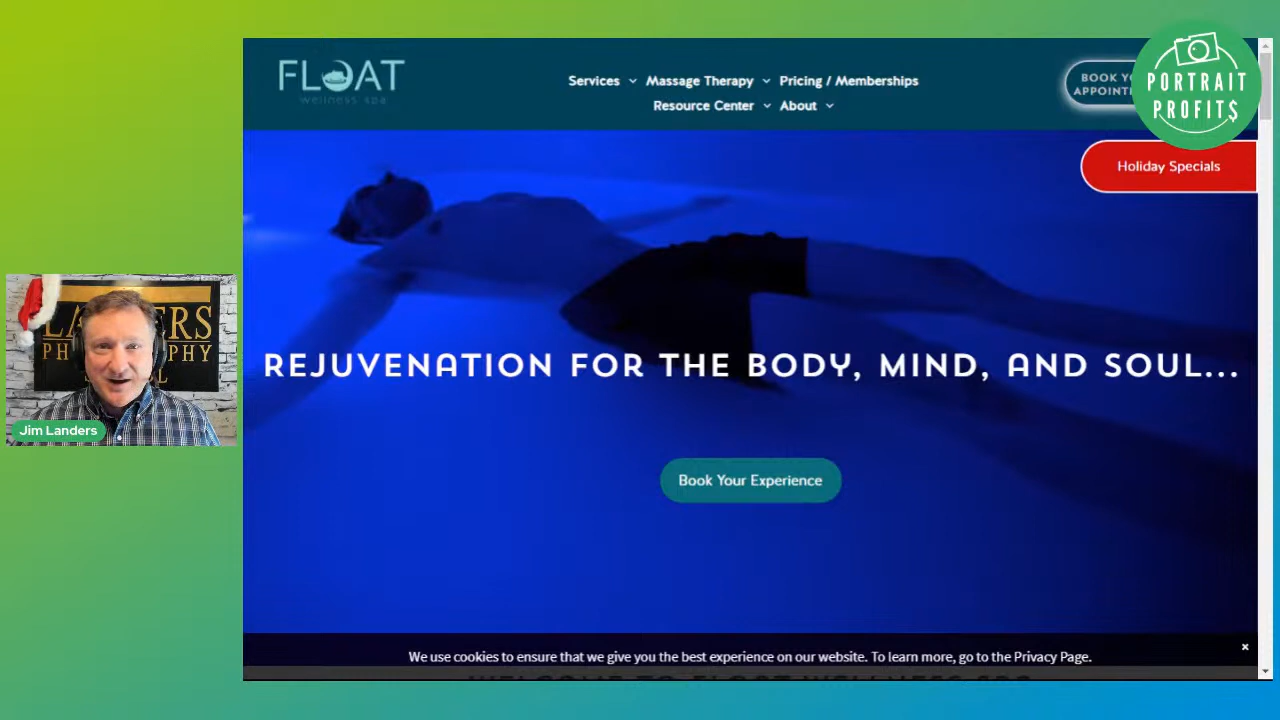 FLOAT
wellness spa
Services
Massage Therapy
Pricing / Memberships
Resource Center
About
BOOK
APPOINT
PORTRAIT
PROFIT$
Holiday Specials
REJUVENATION FOR THE BODY, MIND, AND SOUL...
Book Your Experience
Jim Landers
We use cookies to ensure that we give you the best experience on our website. To learn more, go to the Privacy Page.